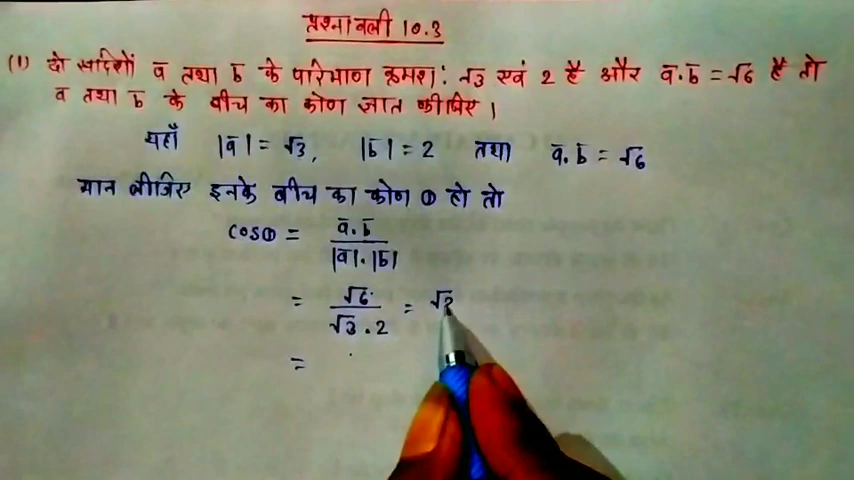 प्रश्नावली 10.3
(1) दो सदिशों a̅ तथा b̅ के परिमाण क्रमश: √3 एवं 2 है और a̅.b̅ = √6 है तो
a̅ तथा b̅ के बीच का कोण ज्ञात कीजिए।
यहाँ |a̅| = √3, |b̅| = 2 तथा a̅.b̅ = √6
मान लीजिए इनके बीच का कोण θ हो तो
cosθ = a̅.b̅ / |a̅|.|b̅|
= √6 / √3 . 2 = √3
=